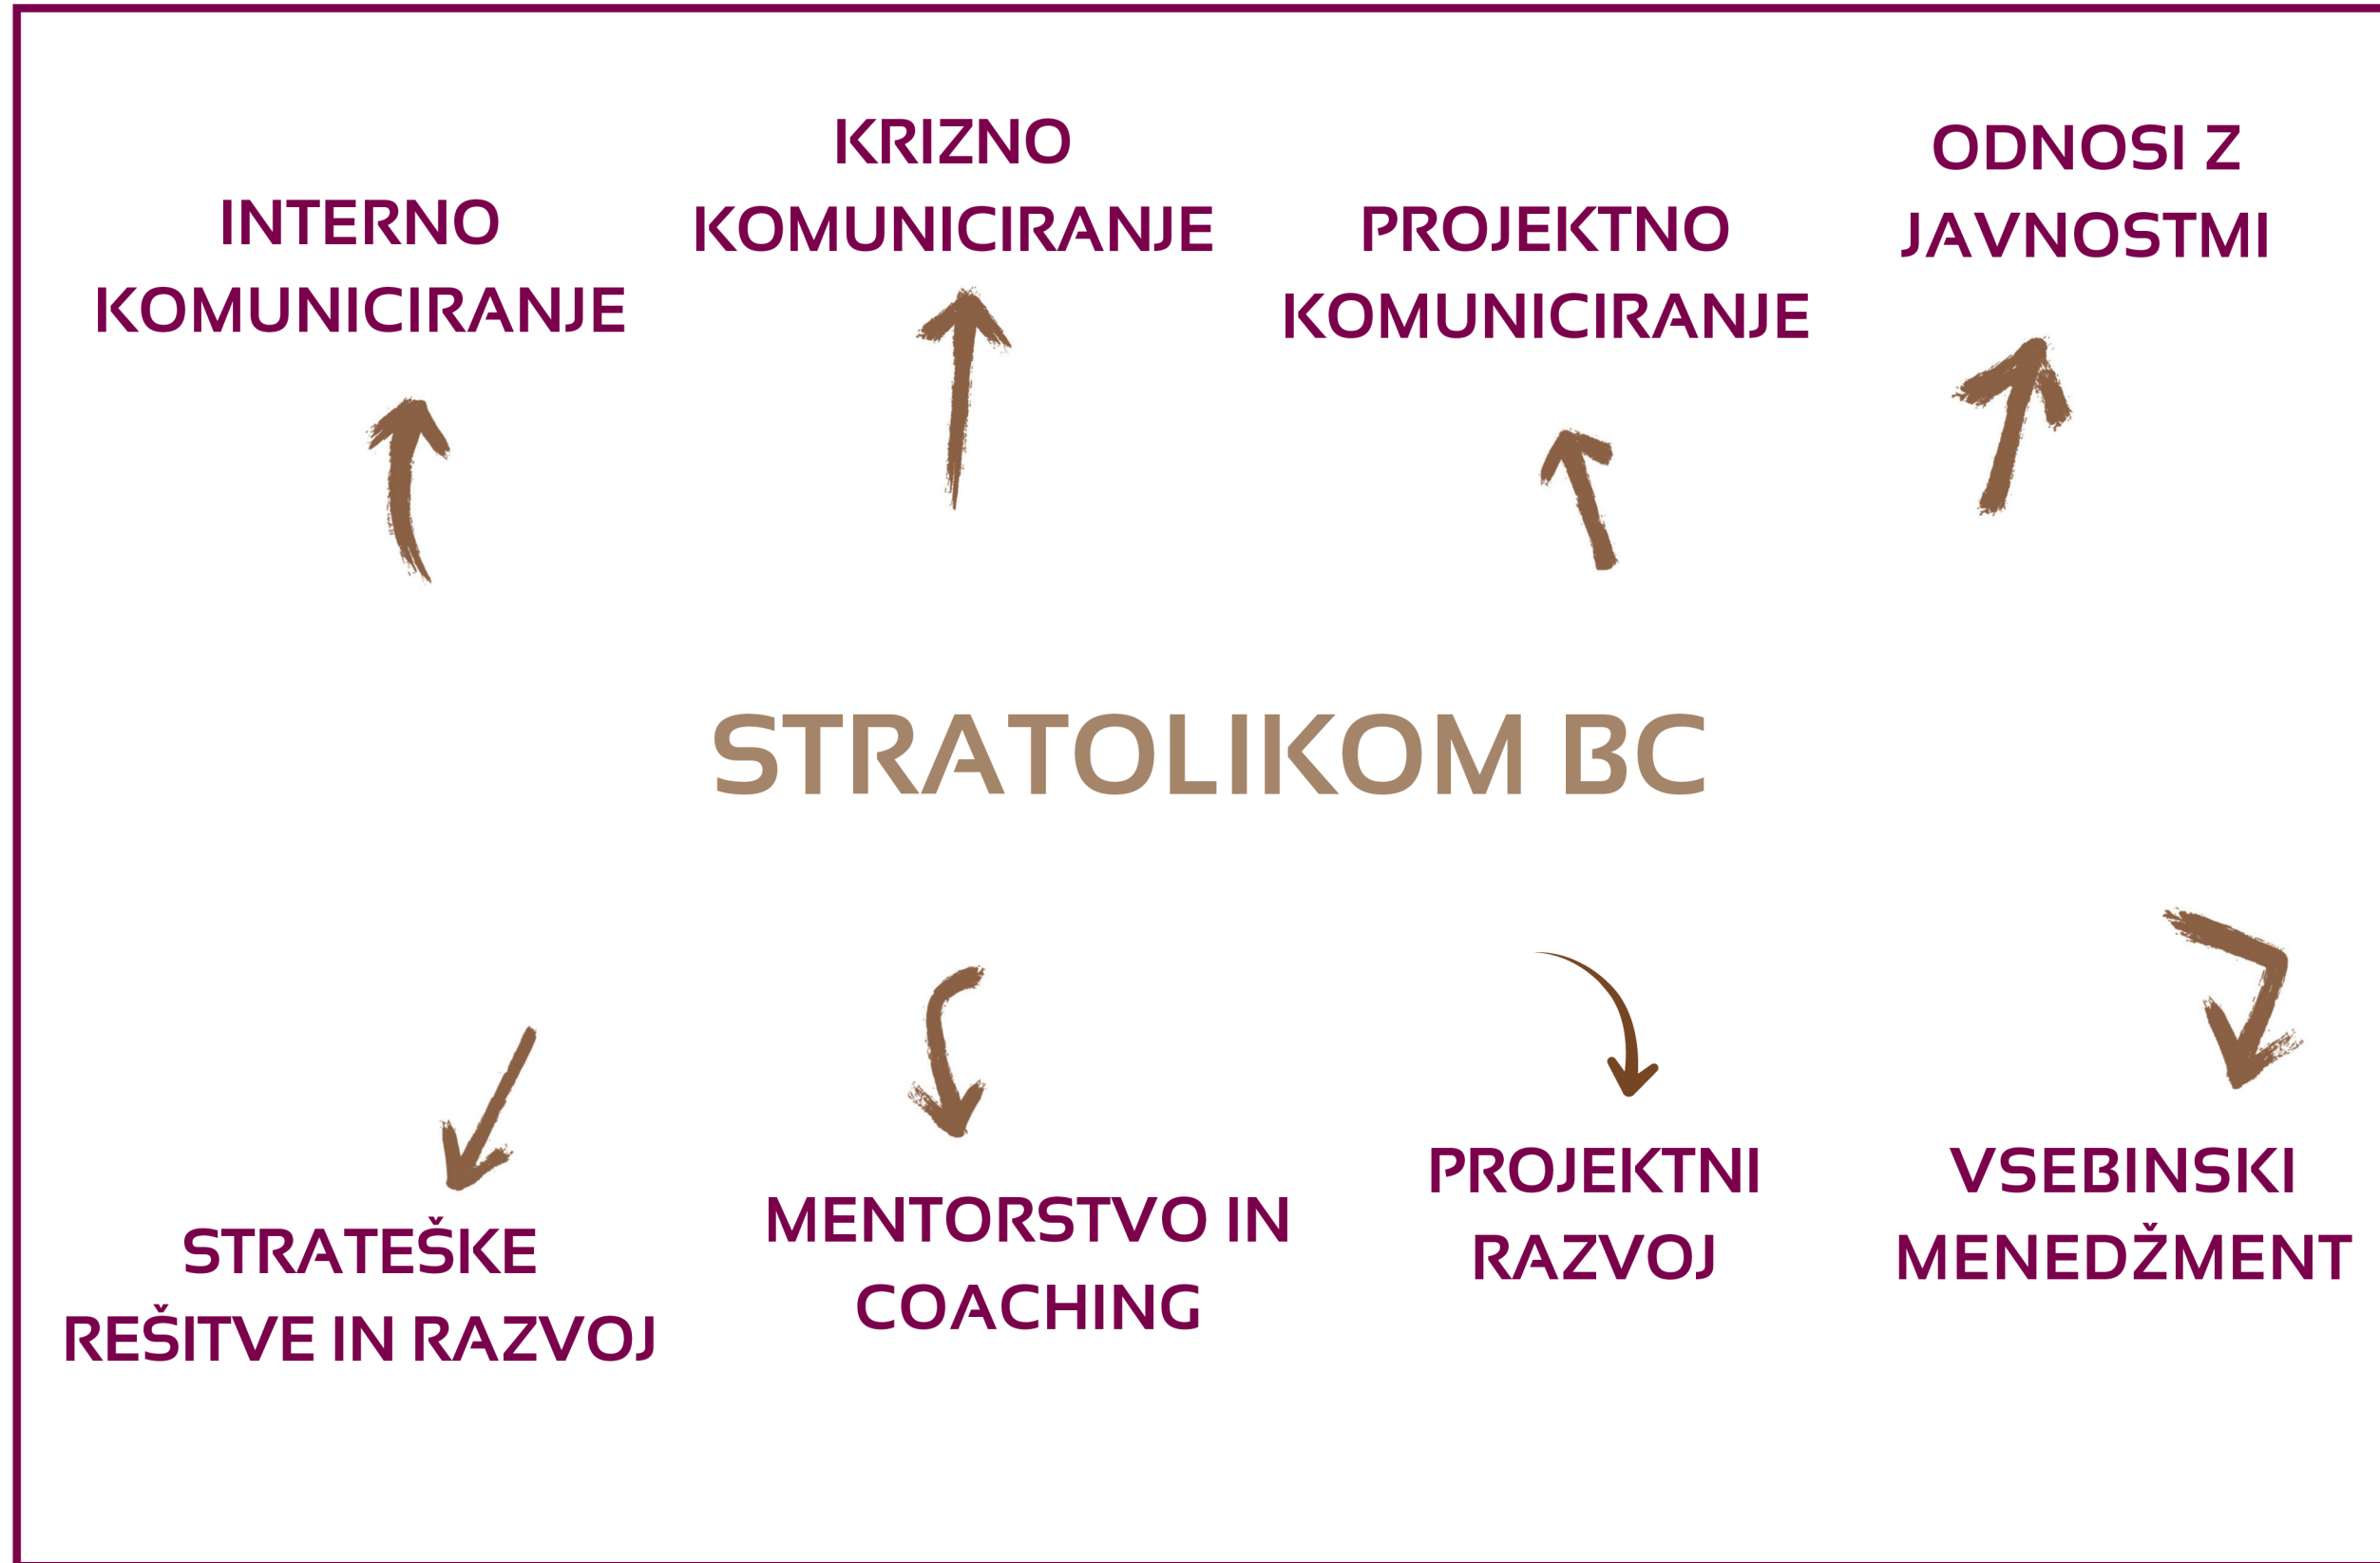 INTERNO
KOMUNICIRANJE
KRIZNO
KOMUNICIRANJE
PROJEKTNO
KOMUNICIRANJE
ODNOSI Z
JAVNOSTMI
STRATOLIKOM BC
STRATEŠKE
REŠITVE IN RAZVOJ
MENTORSTVO IN
COACHING
PROJEKTNI
RAZVOJ
VSEBINSKI
MENEDŽMENT